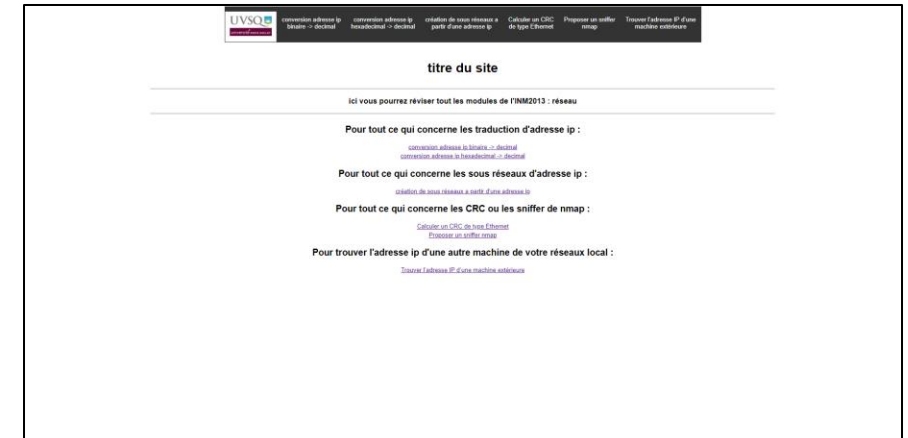 UVSQ
conversion adresse ip
binaire -> decimal
conversion adresse ip
hexadecimal -> decimal
création de sous réseaux a
partir d'une adresse ip
Calculer un CRC
de type Ethernet
Proposer un sniffer
nmap
Trouver l'adresse IP d'une
machine extérieure
titre du site
ici vous pourrez réviser tout les modules de l'INM2013 : réseau
Pour tout ce qui concerne les traduction d'adresse ip :
conversion adresse ip binaire -> decimal
conversion adresse ip hexadecimal -> decimal
Pour tout ce qui concerne les sous réseaux d'adresse ip :
création de sous réseaux a partir d'une adresse ip
Pour tout ce qui concerne les CRC ou les sniffer de nmap :
Calculer un CRC de type Ethernet
Proposer un sniffer nmap
Pour trouver l'adresse ip d'une autre machine de votre réseaux local :
Trouver l'adresse IP d'une machine extérieure